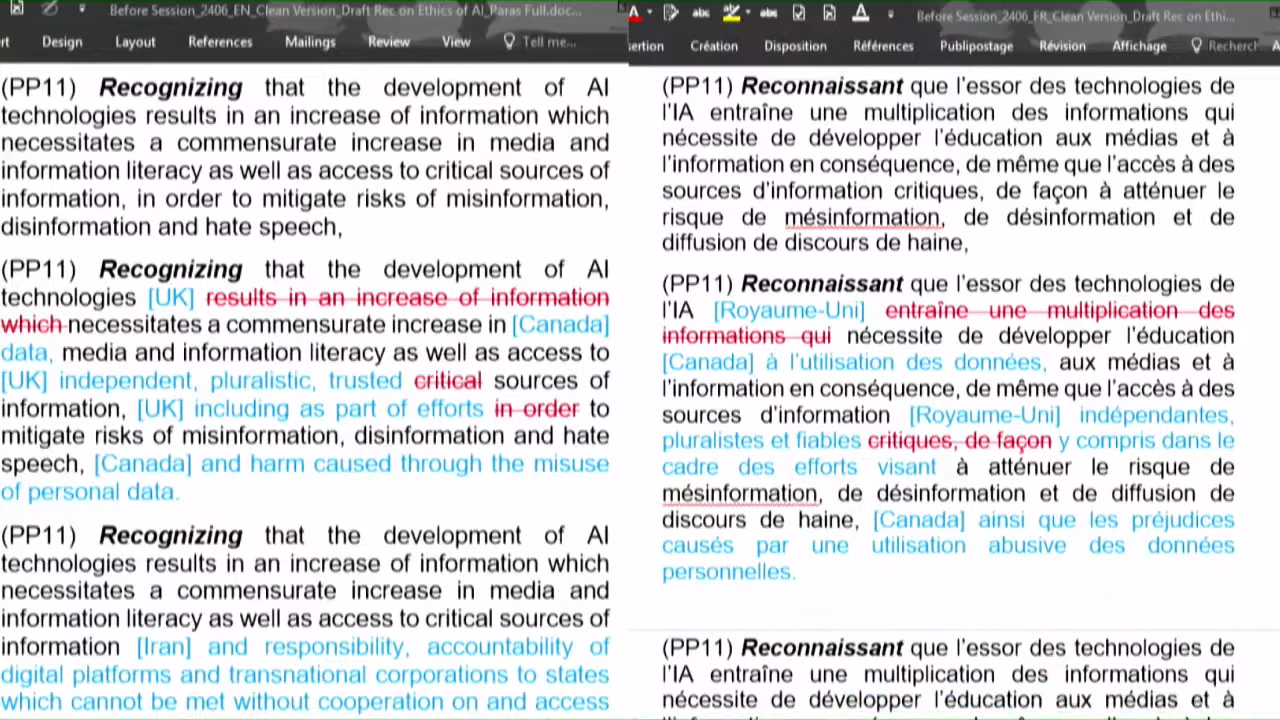 Before Session_2406_EN_Clean Version_Draft Rec on Ethics of AI_Paras Full.doc...
Design Layout References Mailings Review View Tell me...
(PP11) Recognizing that the development of AI
technologies results in an increase of information which
necessitates a commensurate increase in media and
information literacy as well as access to critical sources of
information, in order to mitigate risks of misinformation,
disinformation and hate speech,
(PP11) Recognizing that the development of AI
technologies [UK] results in an increase of information
which necessitates a commensurate increase in [Canada]
data, media and information literacy as well as access to
[UK] independent, pluralistic, trusted critical sources of
information, [UK] including as part of efforts in order to
mitigate risks of misinformation, disinformation and hate
speech, [Canada] and harm caused through the misuse
of personal data.
(PP11) Recognizing that the development of AI
technologies results in an increase of information which
necessitates a commensurate increase in media and
information literacy as well as access to critical sources of
information [Iran] and responsibility, accountability of
digital platforms and transnational corporations to states
which cannot be met without cooperation on and access
Before Session_2406_FR_Clean Version_Draft Rec on Ethi...
sertion Création Disposition Références Publipostage Révision Affichage Recherch
(PP11) Reconnaissant que l'essor des technologies de
l'IA entraîne une multiplication des informations qui
nécessite de développer l'éducation aux médias et à
l'information en conséquence, de même que l'accès à des
sources d'information critiques, de façon à atténuer le
risque de mésinformation, de désinformation et de
diffusion de discours de haine,
(PP11) Reconnaissant que l'essor des technologies de
l'IA [Royaume-Uni] entraîne une multiplication des
informations qui nécessite de développer l'éducation
[Canada] à l'utilisation des données, aux médias et à
l'information en conséquence, de même que l'accès à des
sources d'information [Royaume-Uni] indépendantes,
pluralistes et fiables critiques, de façon y compris dans le
cadre des efforts visant à atténuer le risque de
mésinformation, de désinformation et de diffusion de
discours de haine, [Canada] ainsi que les préjudices
causés par une utilisation abusive des données
personnelles.
(PP11) Reconnaissant que l'essor des technologies de
l'IA entraîne une multiplication des informations qui
nécessite de développer l'éducation aux médias et à